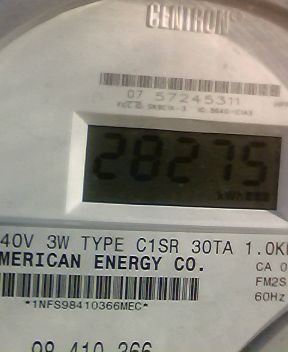 CENTRON
07 57245311
28275
kWh
40V 3W TYPE C1SR 30TA 1.0K
MERICAN ENERGY CO.
CA 0
FM2S
*1NFS98410366MEC*
60Hz
98 410 366